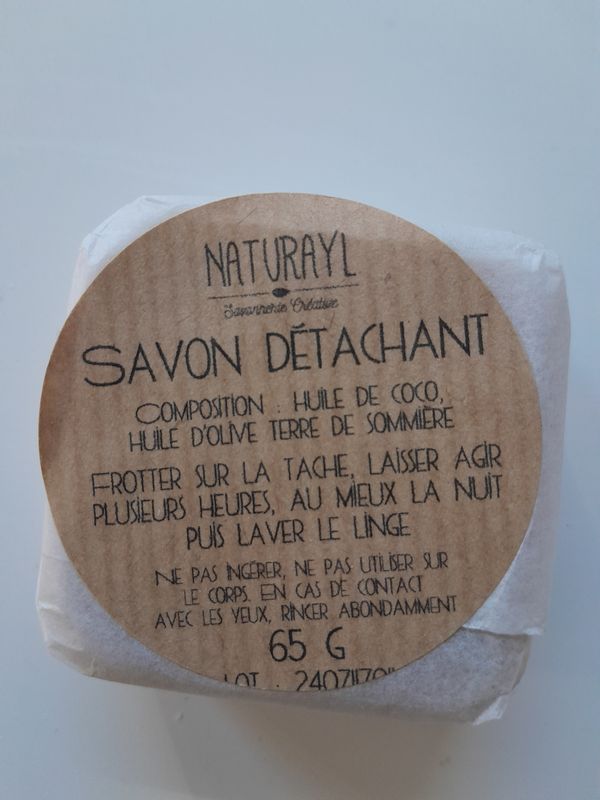 NATURAYL
Savonnerie Créative
SAVON DÉTACHANT
COMPOSITION : HUILE DE COCO,
HUILE D'OLIVE TERRE DE SOMMIÈRE
FROTTER SUR LA TACHE, LAISSER AGIR
PLUSIEURS HEURES, AU MIEUX LA NUIT
PUIS LAVER LE LINGE
NE PAS INGÉRER, NE PAS UTILISER SUR
LE CORPS. EN CAS DE CONTACT
AVEC LES YEUX, RINCER ABONDAMMENT
65 G
LOT :